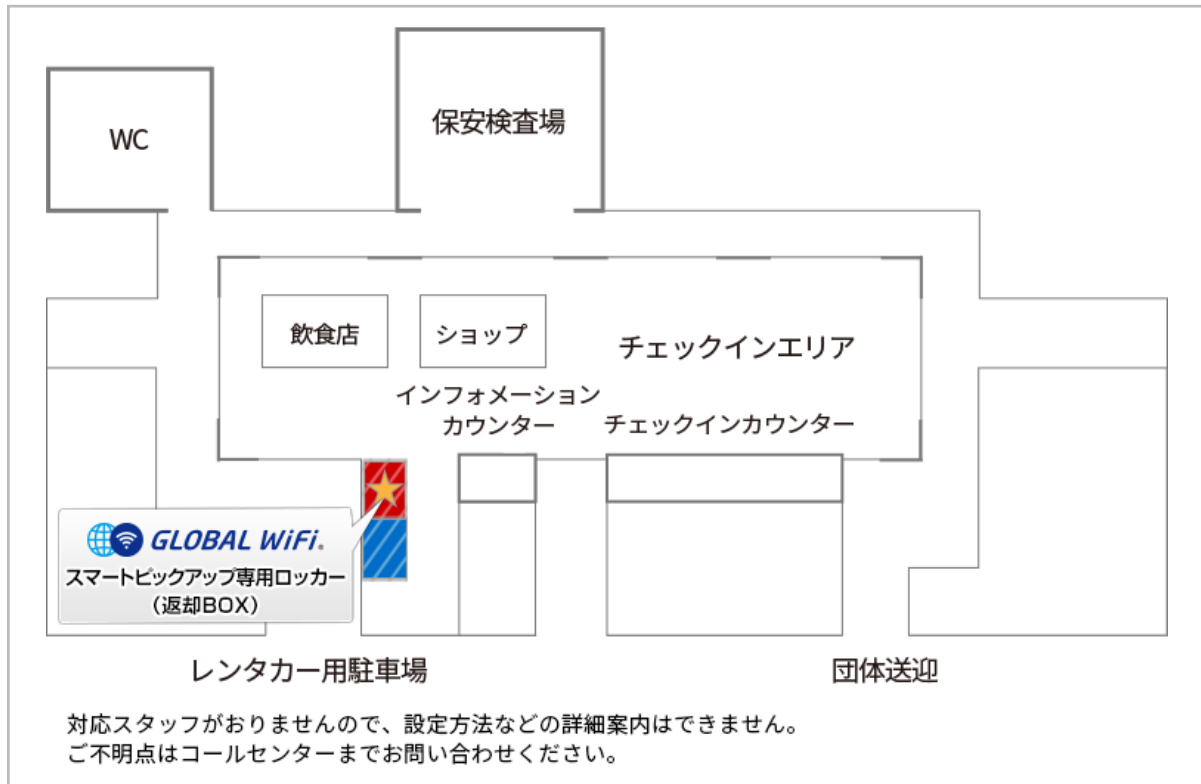 WC
保安検査場
飲食店
ショップ
チェックインエリア
インフォメーション
カウンター
チェックインカウンター
GLOBAL WiFi®
スマートピックアップ専用ロッカー
（返却BOX）
レンタカー用駐車場
団体送迎
対応スタッフがおりませんので、設定方法などの詳細案内はできません。
ご不明点はコールセンターまでお問い合わせください。